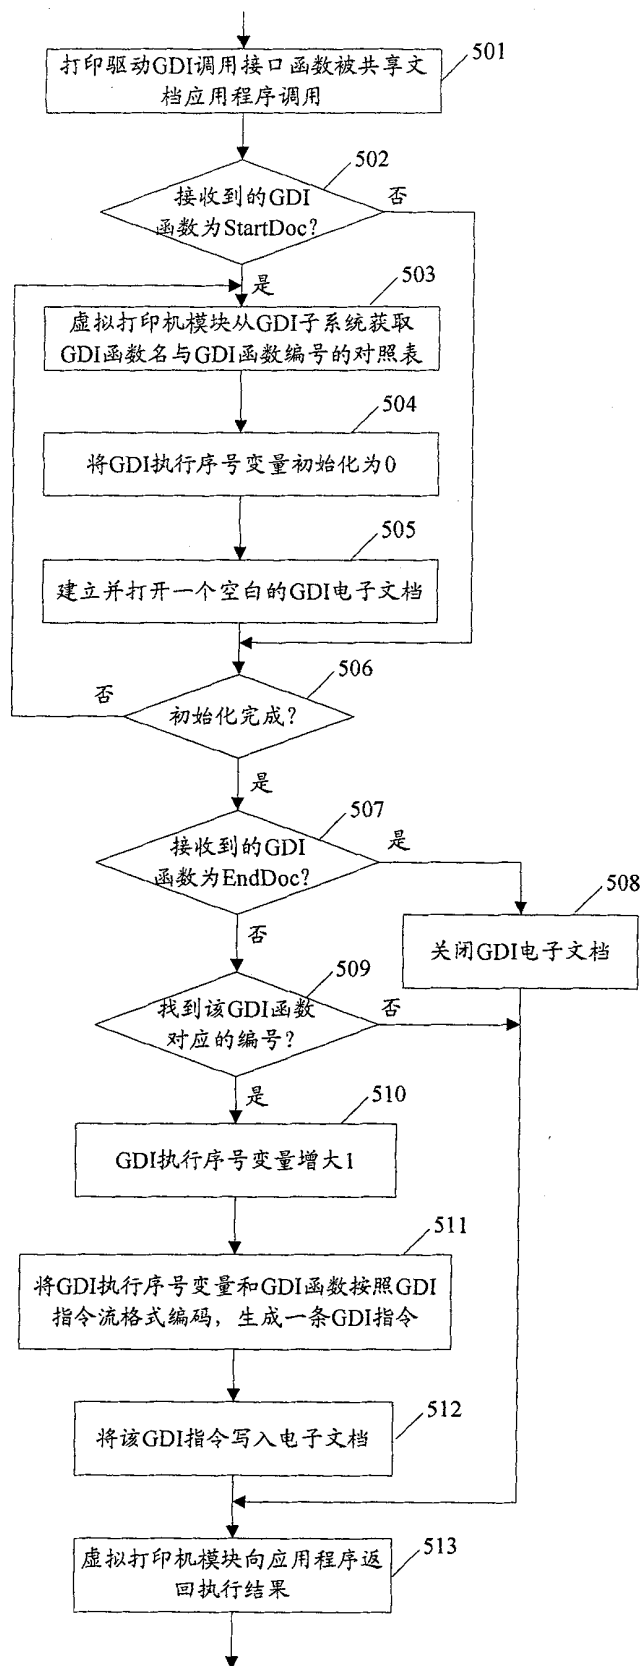 打印驱动GDI调用接口函数被共享文
档应用程序调用
501
502
接收到的GDI
函数为StartDoc？
否
是
503
虚拟打印机模块从GDI子系统获取
GDI函数名与GDI函数编号的对照表
504
将GDI执行序号变量初始化为0
505
建立并打开一个空白的GDI电子文档
506
否
初始化完成？
是
507
接收到的GDI
函数为EndDoc？
是
508
关闭GDI电子文档
否
509
找到该GDI函数
对应的编号？
否
是
510
GDI执行序号变量增大1
511
将GDI执行序号变量和GDI函数按照GDI
指令流格式编码，生成一条GDI指令
512
将该GDI指令写入电子文档
513
虚拟打印机模块向应用程序返
回执行结果